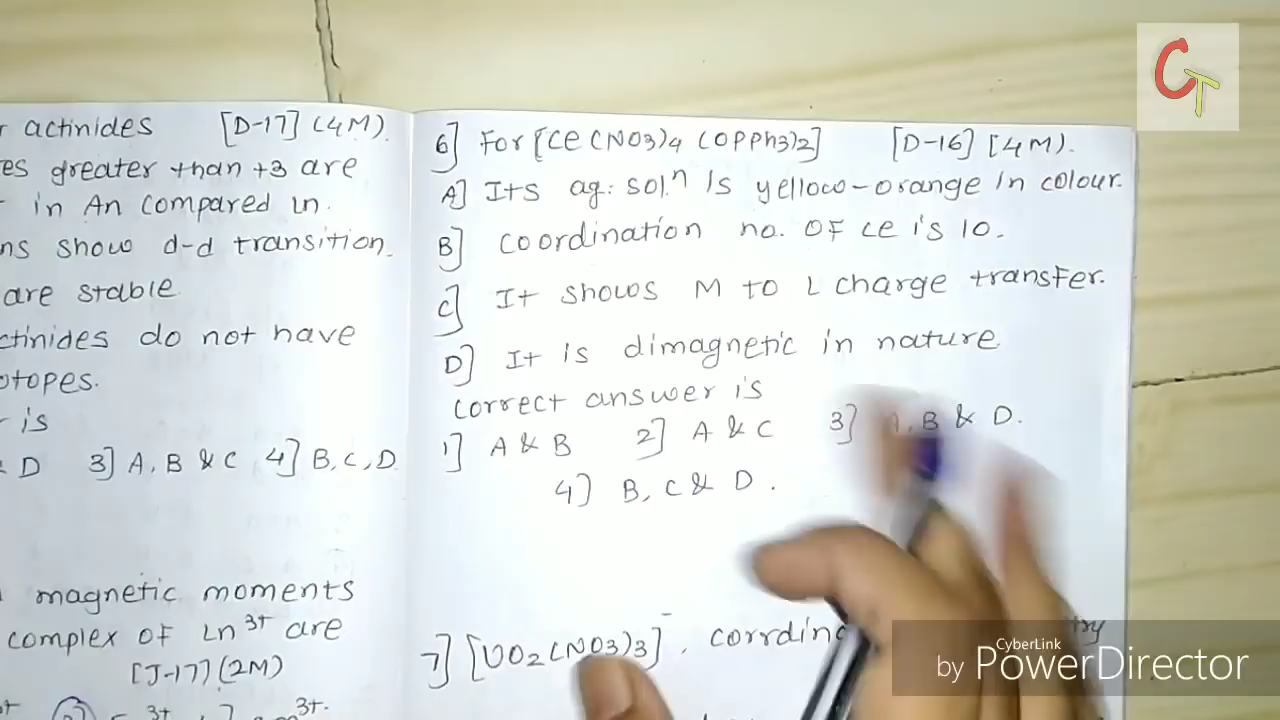 actinides [D-17] (4M).
es greater than +3 are
in An compared in.
ns show d-d transition.
are stable
ctinides do not have
otopes.
is
& D 3] A, B & C 4] B, C, D.
magnetic moments
complex OF Ln3+ are
[J-17] (2M)
3+ 3+.
6] For [Ce (NO3)4 (OPPh3)2] [D-16] [4M].
A] Its aq. soln Is yellow-orange in colour.
B] coordination no. OF ce is 10.
C] It shows M to L charge transfer.
D] It is dimagnetic in nature
correct answer is
1] A & B 2] A & C 3] A, B & D.
4] B, C & D.
7] [UO2(NO3)3]-.
CT
CyberLink
by PowerDirector